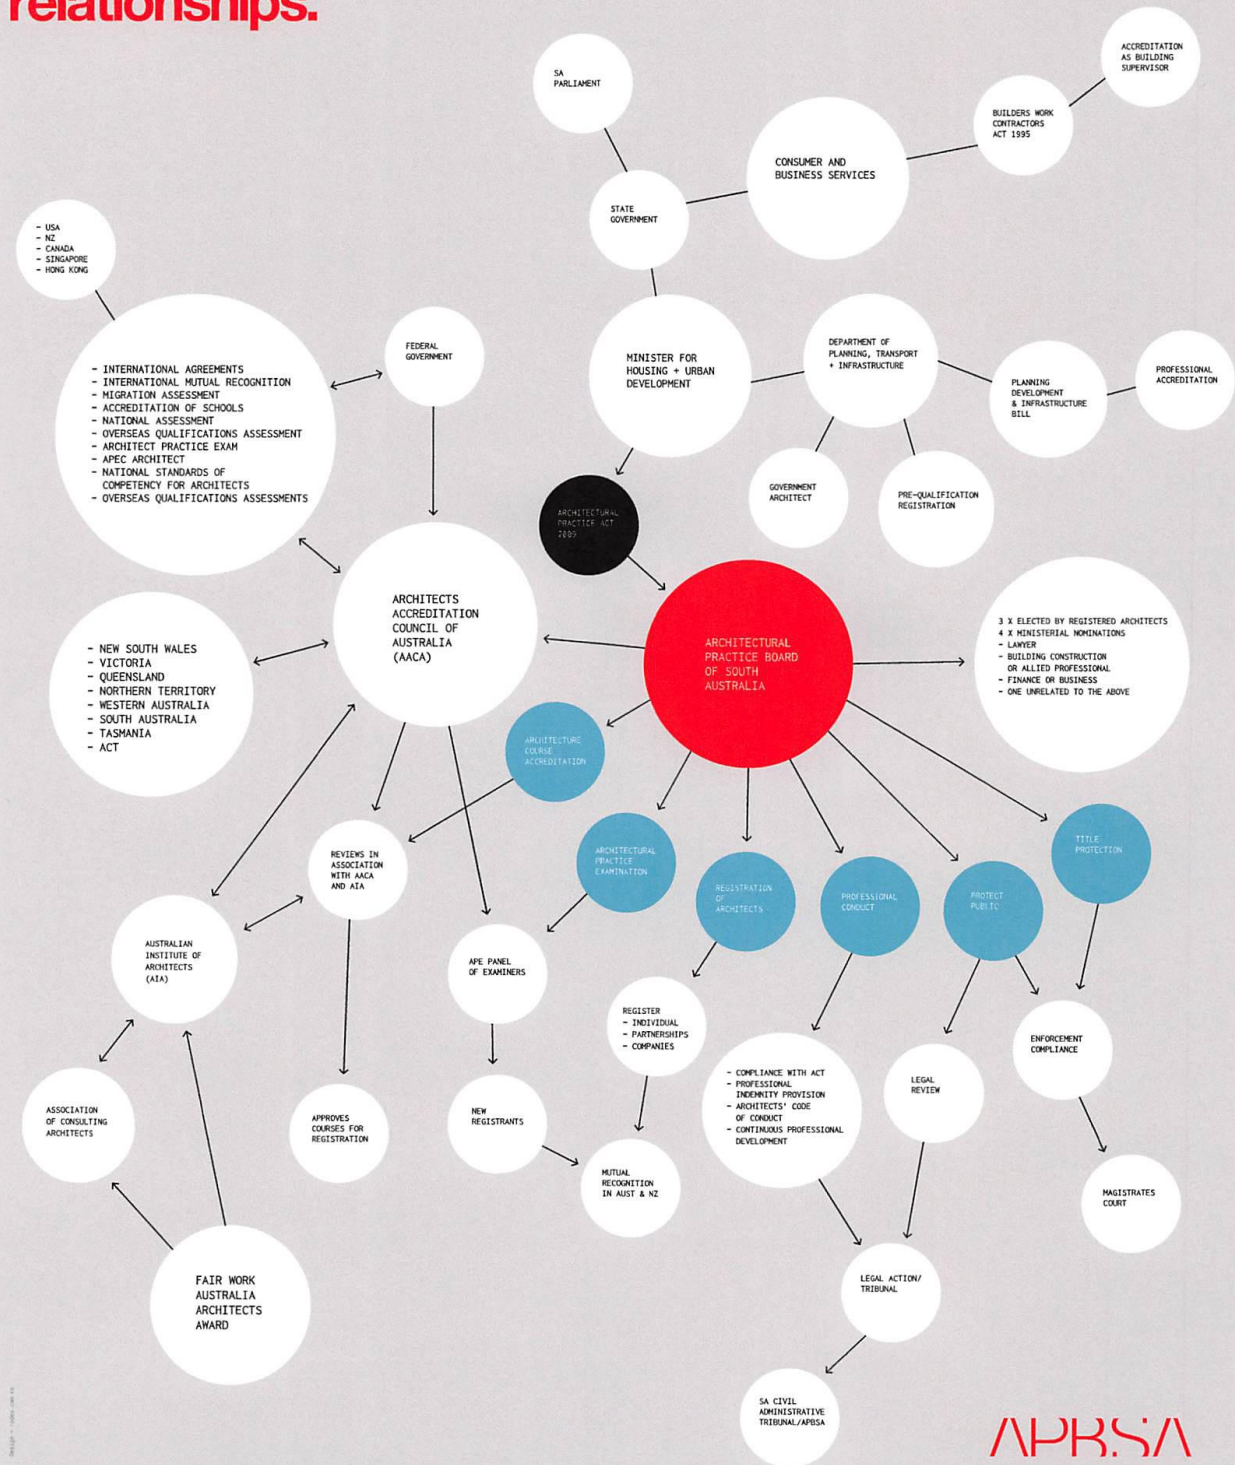 relationships.
SA
PARLIAMENT
ACCREDITATION
AS BUILDING
SUPERVISOR
BUILDERS WORK
CONTRACTORS
ACT 1995
CONSUMER AND
BUSINESS SERVICES
STATE
GOVERNMENT
- USA
- NZ
- CANADA
- SINGAPORE
- HONG KONG
- INTERNATIONAL AGREEMENTS
- INTERNATIONAL MUTUAL RECOGNITION
- MIGRATION ASSESSMENT
- ACCREDITATION OF SCHOOLS
- NATIONAL ASSESSMENT
- OVERSEAS QUALIFICATIONS ASSESSMENT
- ARCHITECT PRACTICE EXAM
- APEC ARCHITECT
- NATIONAL STANDARDS OF
COMPETENCY FOR ARCHITECTS
- OVERSEAS QUALIFICATIONS ASSESSMENTS
FEDERAL
GOVERNMENT
MINISTER FOR
HOUSING + URBAN
DEVELOPMENT
DEPARTMENT OF
PLANNING, TRANSPORT
+ INFRASTRUCTURE
PLANNING
DEVELOPMENT
& INFRASTRUCTURE
BILL
PROFESSIONAL
ACCREDITATION
GOVERNMENT
ARCHITECT
PRE-QUALIFICATION
REGISTRATION
ARCHITECTURAL
PRACTICE ACT
2009
ARCHITECTS
ACCREDITATION
COUNCIL OF
AUSTRALIA
(AACA)
ARCHITECTURAL
PRACTICE BOARD
OF SOUTH
AUSTRALIA
3 X ELECTED BY REGISTERED ARCHITECTS
4 X MINISTERIAL NOMINATIONS
- LAWYER
- BUILDING CONSTRUCTION
OR ALLIED PROFESSIONAL
- FINANCE OR BUSINESS
- ONE UNRELATED TO THE ABOVE
- NEW SOUTH WALES
- VICTORIA
- QUEENSLAND
- NORTHERN TERRITORY
- WESTERN AUSTRALIA
- SOUTH AUSTRALIA
- TASMANIA
- ACT
ARCHITECTURE
COURSE
ACCREDITATION
REVIEWS IN
ASSOCIATION
WITH AACA
AND AIA
ARCHITECTURAL
PRACTICE
EXAMINATION
REGISTRATION
OF
ARCHITECTS
PROFESSIONAL
CONDUCT
PROTECT
PUBLIC
TITLE
PROTECTION
AUSTRALIAN
INSTITUTE OF
ARCHITECTS
(AIA)
APE PANEL
OF EXAMINERS
REGISTER
- INDIVIDUAL
- PARTNERSHIPS
- COMPANIES
ENFORCEMENT
COMPLIANCE
- COMPLIANCE WITH ACT
- PROFESSIONAL
INDEMNITY PROVISION
- ARCHITECTS' CODE
OF CONDUCT
- CONTINUOUS PROFESSIONAL
DEVELOPMENT
LEGAL
REVIEW
ASSOCIATION
OF CONSULTING
ARCHITECTS
APPROVES
COURSES FOR
REGISTRATION
NEW
REGISTRANTS
MUTUAL
RECOGNITION
IN AUST & NZ
MAGISTRATES
COURT
FAIR WORK
AUSTRALIA
ARCHITECTS
AWARD
LEGAL ACTION/
TRIBUNAL
SA CIVIL
ADMINISTRATIVE
TRIBUNAL/APBSA
APBSA